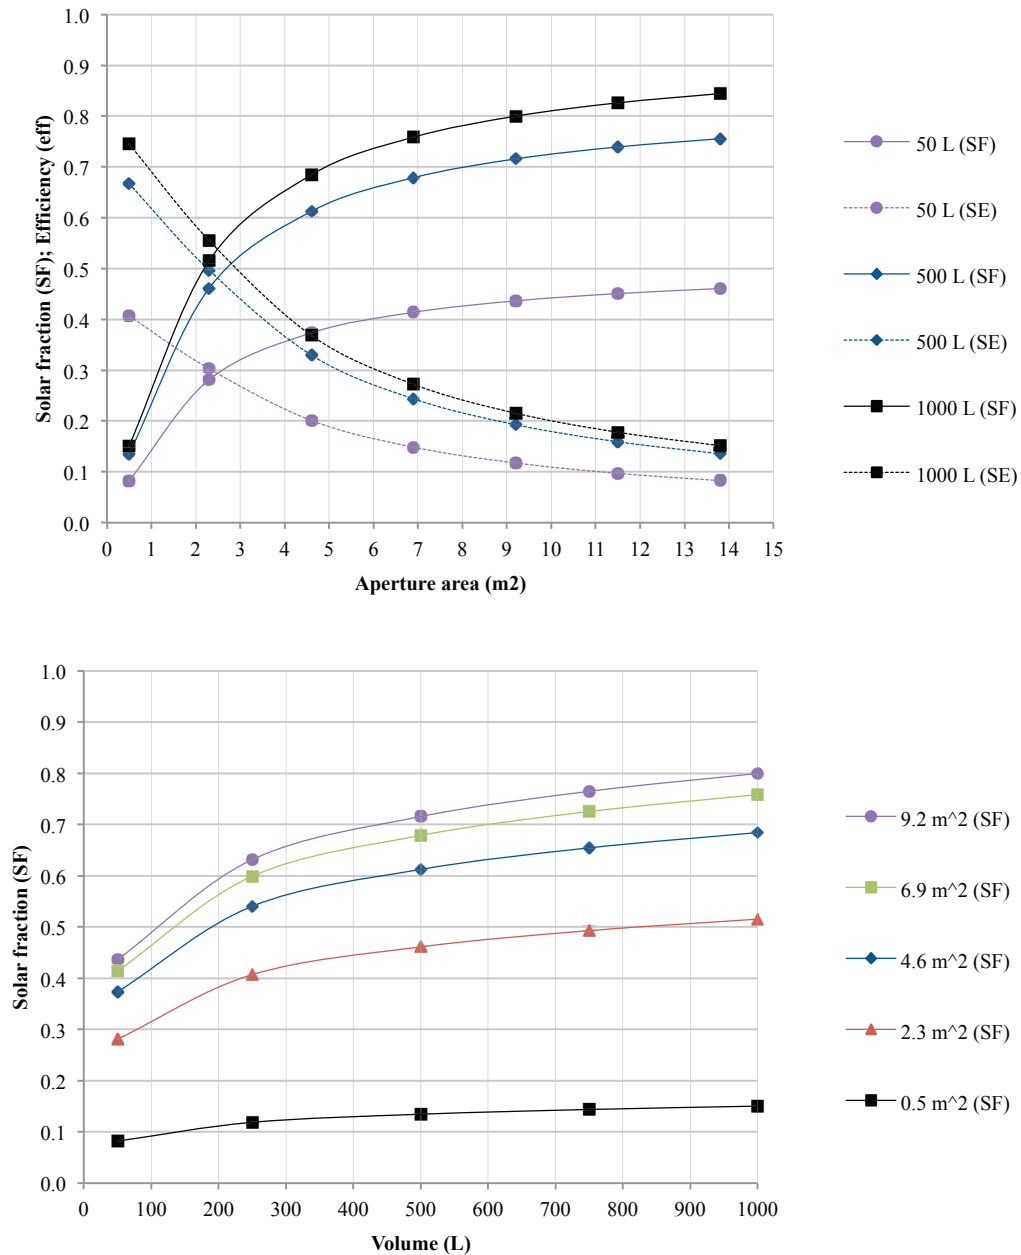 1.0
0.9
0.8
0.7
0.6
0.5
0.4
0.3
0.2
0.1
0.0
Solar fraction (SF); Efficiency (eff)
0 1 2 3 4 5 6 7 8 9 10 11 12 13 14 15
Aperture area (m2)
50 L (SF)
50 L (SE)
500 L (SF)
500 L (SE)
1000 L (SF)
1000 L (SE)
1.0
0.9
0.8
0.7
0.6
0.5
0.4
0.3
0.2
0.1
0.0
Solar fraction (SF)
0 100 200 300 400 500 600 700 800 900 1000
Volume (L)
9.2 m^2 (SF)
6.9 m^2 (SF)
4.6 m^2 (SF)
2.3 m^2 (SF)
0.5 m^2 (SF)